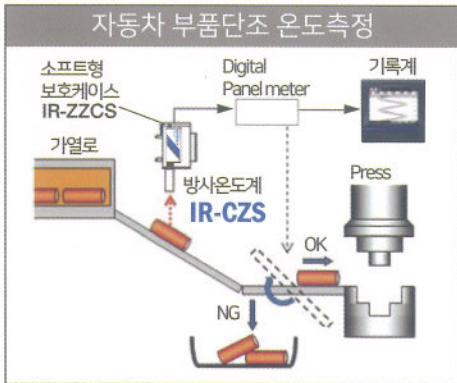 자동차 부품단조 온도측정
소프트형
보호케이스
IR-ZZCS
Digital
Panel meter
기록계
가열로
방사온도계
IR-CZS
Press
OK
NG